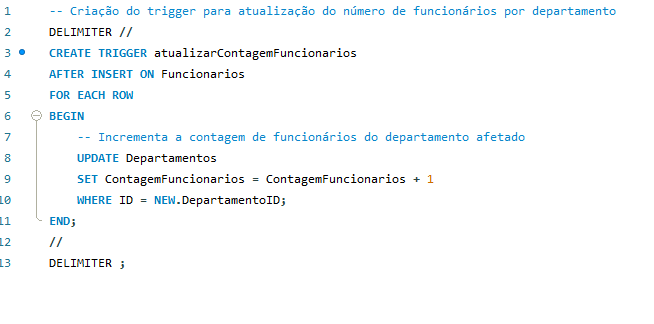 1 -- Criação do trigger para atualização do número de funcionários por departamento
2 DELIMITER //
3 CREATE TRIGGER atualizarContagemFuncionarios
4 AFTER INSERT ON Funcionarios
5 FOR EACH ROW
6 BEGIN
7 -- Incrementa a contagem de funcionários do departamento afetado
8 UPDATE Departamentos
9 SET ContagemFuncionarios = ContagemFuncionarios + 1
10 WHERE ID = NEW.DepartamentoID;
11 END;
12 //
13 DELIMITER ;